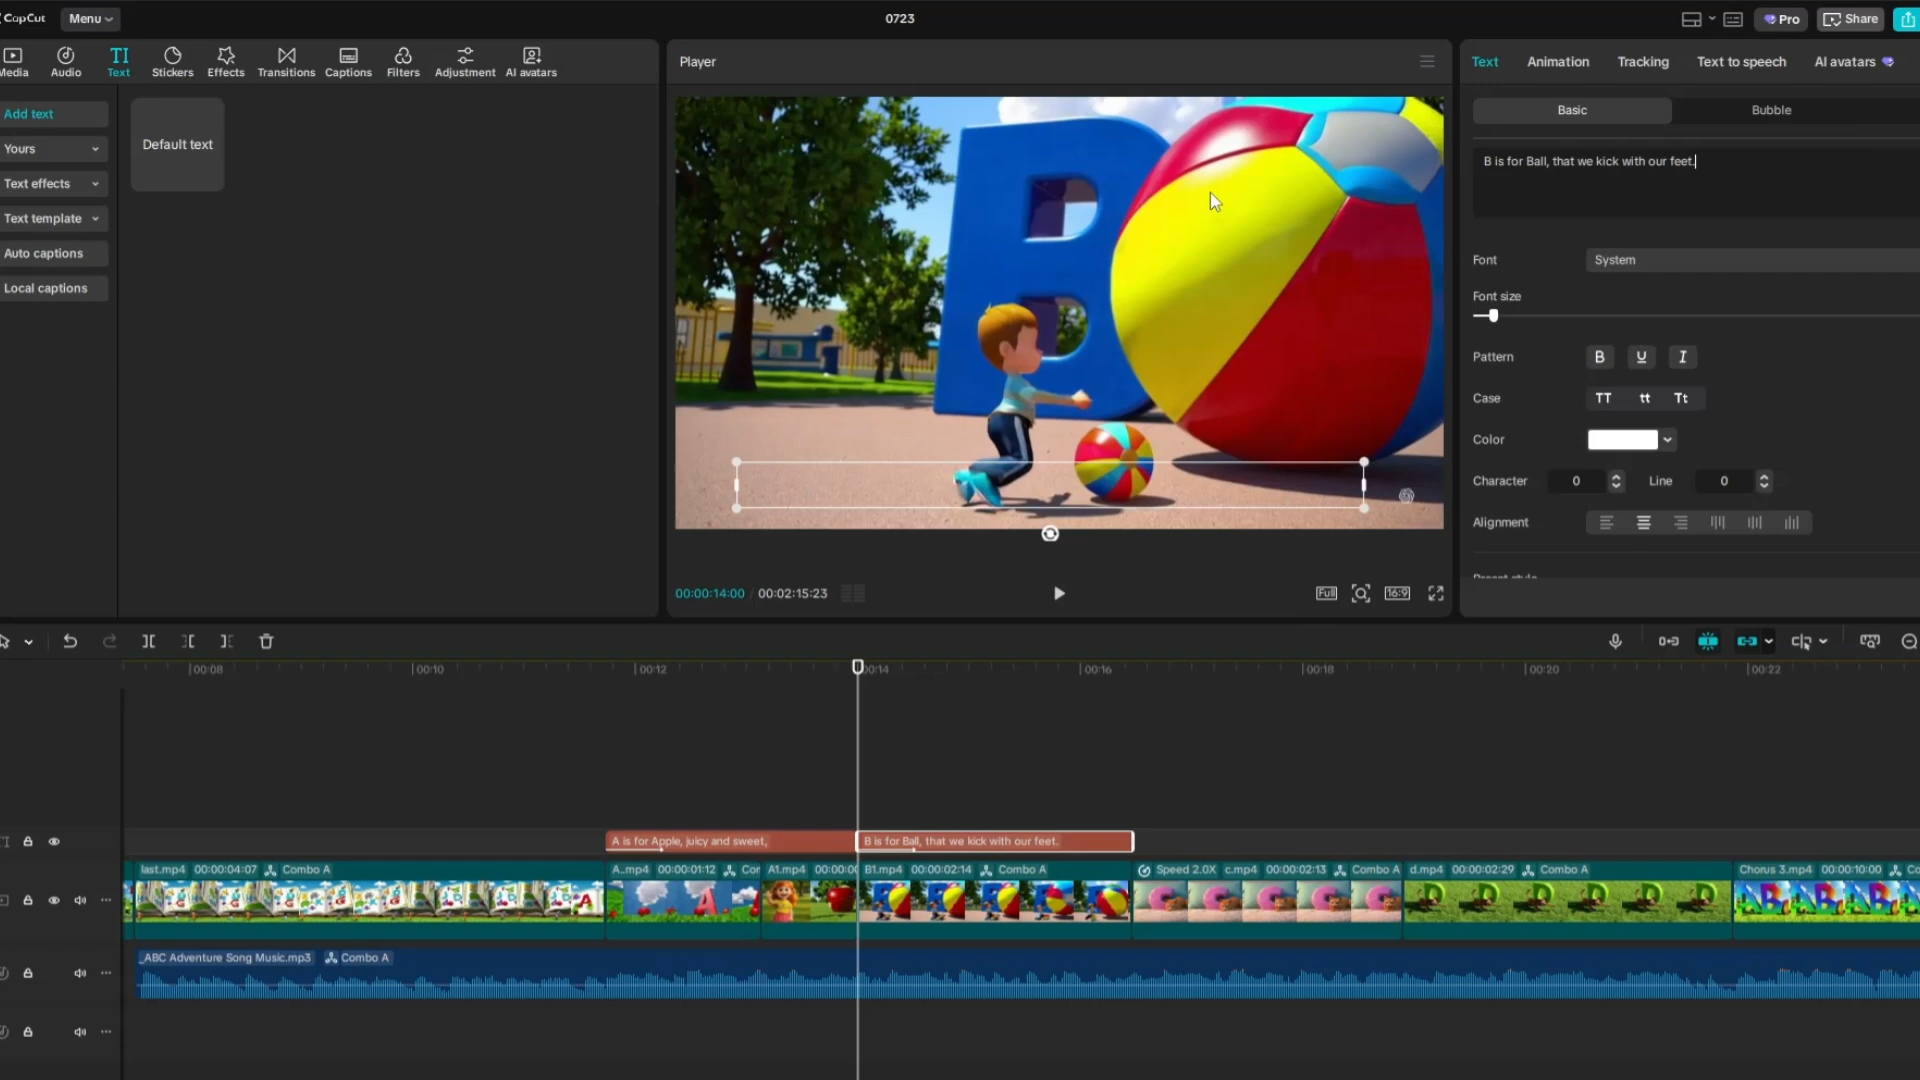 CapCut
Menu
0723
Pro
Share
Media
Audio
Text
Stickers
Effects
Transitions
Captions
Filters
Adjustment
AI avatars
Add text
Yours
Text effects
Text template
Auto captions
Local captions
Default text
Player
B
00:00:14:00 / 00:02:15:23
Full
16:9
Text
Animation
Tracking
Text to speech
AI avatars
Basic
Bubble
B is for Ball, that we kick with our feet.
Font
System
Font size
Pattern
B U I
Case
TT tt Tt
Color
Character
0
Line
0
Alignment
00:08
00:10
00:12
00:14
00:16
00:18
00:20
00:22
A is for Apple, juicy and sweet,
B is for Ball, that we kick with our feet.
last.mp4 00:00:04:07 Combo A
A..mp4 00:00:01:12 Cor
A1.mp4 00:00:00
B1.mp4 00:00:02:14 Combo A
Speed 2.0X c.mp4 00:00:02:13 Combo A
d.mp4 00:00:02:29 Combo A
Chorus 3.mp4 00:00:10:00 Co
_ABC Adventure Song Music.mp3 Combo A